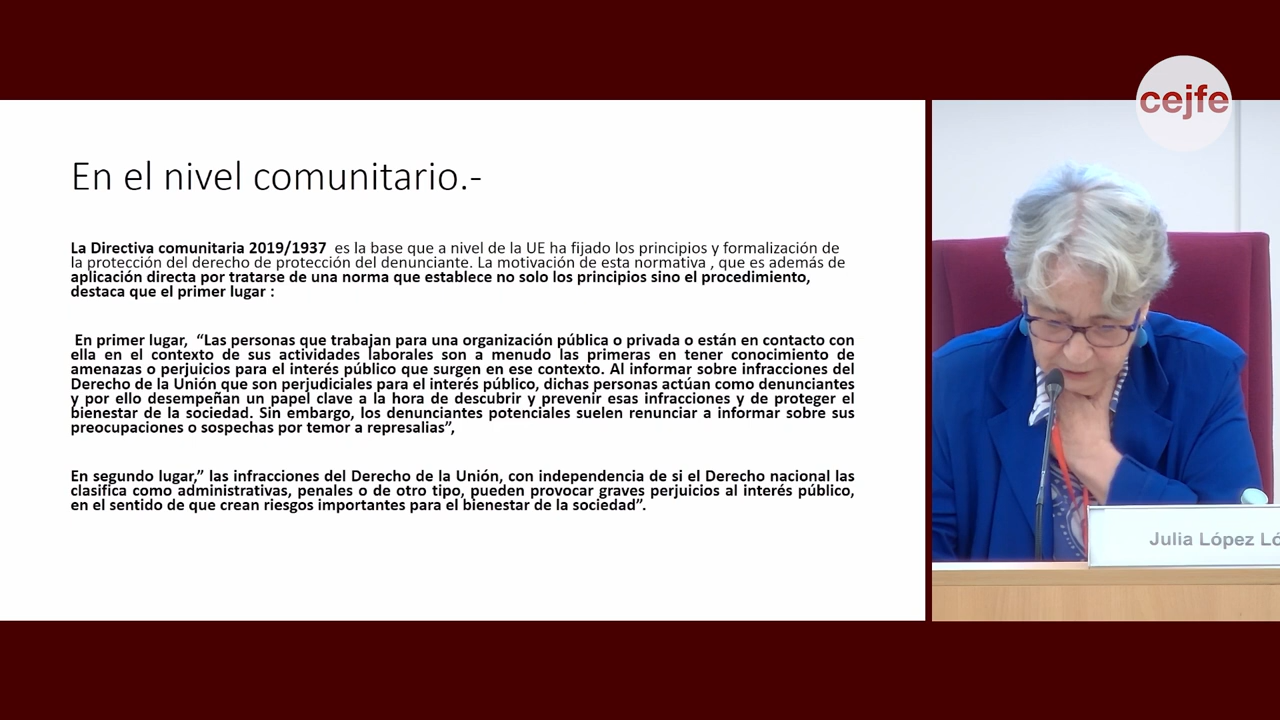 cejfe
En el nivel comunitario.-
La Directiva comunitaria 2019/1937 es la base que a nivel de la UE ha fijado los principios y formalización de
la protección del derecho de protección del denunciante. La motivación de esta normativa , que es además de
aplicación directa por tratarse de una norma que establece no solo los principios sino el procedimiento,
destaca que el primer lugar :
En primer lugar, “Las personas que trabajan para una organización pública o privada o están en contacto con
ella en el contexto de sus actividades laborales son a menudo las primeras en tener conocimiento de
amenazas o perjuicios para el interés público que surgen en ese contexto. Al informar sobre infracciones del
Derecho de la Unión que son perjudiciales para el interés público, dichas personas actúan como denunciantes
y por ello desempeñan un papel clave a la hora de descubrir y prevenir esas infracciones y de proteger el
bienestar de la sociedad. Sin embargo, los denunciantes potenciales suelen renunciar a informar sobre sus
preocupaciones o sospechas por temor a represalias”,
En segundo lugar,” las infracciones del Derecho de la Unión, con independencia de si el Derecho nacional las
clasifica como administrativas, penales o de otro tipo, pueden provocar graves perjuicios al interés público,
en el sentido de que crean riesgos importantes para el bienestar de la sociedad”.
Julia López Ló